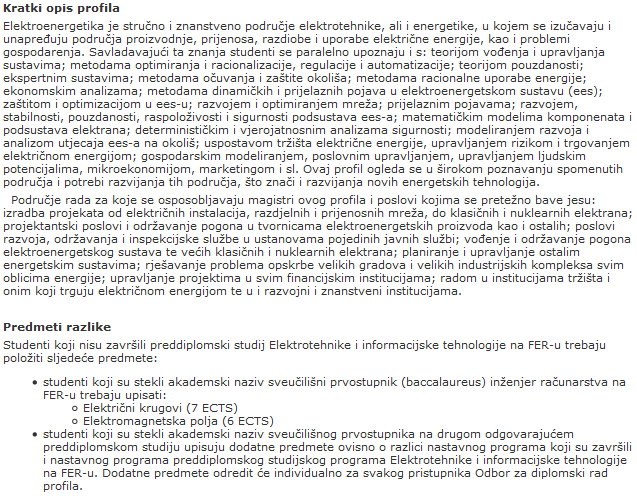 Kratki opis profila
Elektroenergetika je stručno i znanstveno područje elektrotehnike, ali i energetike, u kojem se izučavaju i
unapređuju područja proizvodnje, prijenosa, razdiobe i uporabe električne energije, kao i problemi
gospodarenja. Savladavajući ta znanja studenti se paralelno upoznaju i s: teorijom vođenja i upravljanja
sustavima; metodama optimiranja i racionalizacije, regulacije i automatizacije; teorijom pouzdanosti;
ekspertnim sustavima; metodama očuvanja i zaštite okoliša; metodama racionalne uporabe energije;
ekonomskim analizama; metodama dinamičkih i prijelaznih pojava u elektroenergetskom sustavu (ees);
zaštitom i optimizacijom u ees-u; razvojem i optimiranjem mreža; prijelaznim pojavama; razvojem,
stabilnosti, pouzdanosti, raspoloživosti i sigurnosti podsustava ees-a; matematičkim modelima komponenata i
podsustava elektrana; determinističkim i vjerojatnosnim analizama sigurnosti; modeliranjem razvoja i
analizom utjecaja ees-a na okoliš; uspostavom tržišta električne energije, upravljanjem rizikom i trgovanjem
električnom energijom; gospodarskim modeliranjem, poslovnim upravljanjem, upravljanjem ljudskim
potencijalima, mikroekonomijom, marketingom i sl. Ovaj profil ogleda se u širokom poznavanju spomenutih
područja i potrebi razvijanja tih područja, što znači i razvijanja novih energetskih tehnologija.
Područje rada za koje se osposobljavaju magistri ovog profila i poslovi kojima se pretežno bave jesu:
izradba projekata od električnih instalacija, razdjelnih i prijenosnih mreža, do klasičnih i nuklearnih elektrana;
projektantski poslovi i održavanje pogona u tvornicama elektroenergetskih proizvoda kao i ostalih; poslovi
razvoja, održavanja i inspekcijske službe u ustanovama pojedinih javnih službi; vođenje i održavanje pogona
elektroenergetskog sustava te većih klasičnih i nuklearnih elektrana; planiranje i upravljanje ostalim
energetskim sustavima; rješavanje problema opskrbe velikih gradova i velikih industrijskih kompleksa svim
oblicima energije; upravljanje projektima u svim financijskim institucijama; radom u institucijama tržišta i
onim koji trguju električnom energijom te u i razvojni i znanstveni institucijama.
Predmeti razlike
Studenti koji nisu završili preddiplomski studij Elektrotehnike i informacijske tehnologije na FER-u trebaju
položiti sljedeće predmete:
• studenti koji su stekli akademski naziv sveučilišni prvostupnik (baccalaureus) inženjer računarstva na
FER-u trebaju upisati:
◦ Električni krugovi (7 ECTS)
◦ Elektromagnetska polja (6 ECTS)
• studenti koji su stekli akademski naziv sveučilišnog prvostupnika na drugom odgovarajućem
preddiplomskom studiju upisuju dodatne predmete ovisno o razlici nastavnog programa koji su završili
i nastavnog programa preddiplomskog studijskog programa Elektrotehnike i informacijske tehnologije
na FER-u. Dodatne predmete odredit će individualno za svakog pristupnika Odbor za diplomski rad
profila.